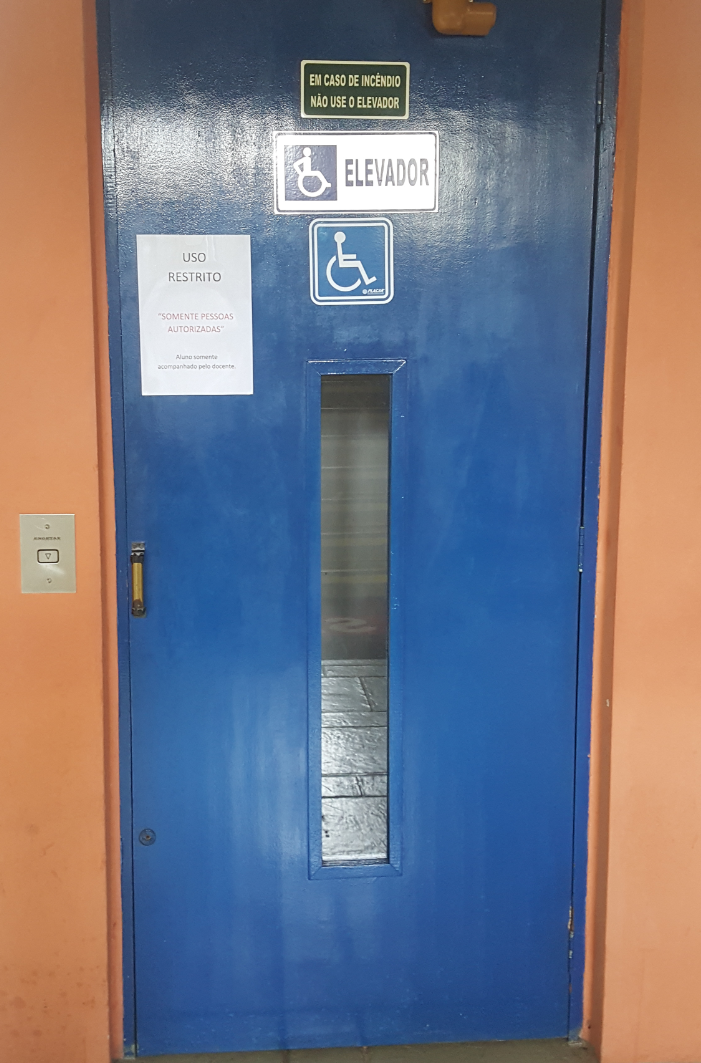 EM CASO DE INCÊNDIO
NÃO USE O ELEVADOR
ELEVADOR
USO
RESTRITO
"SOMENTE PESSOAS
AUTORIZADAS"
Aluno somente
acompanhado pelo docente.